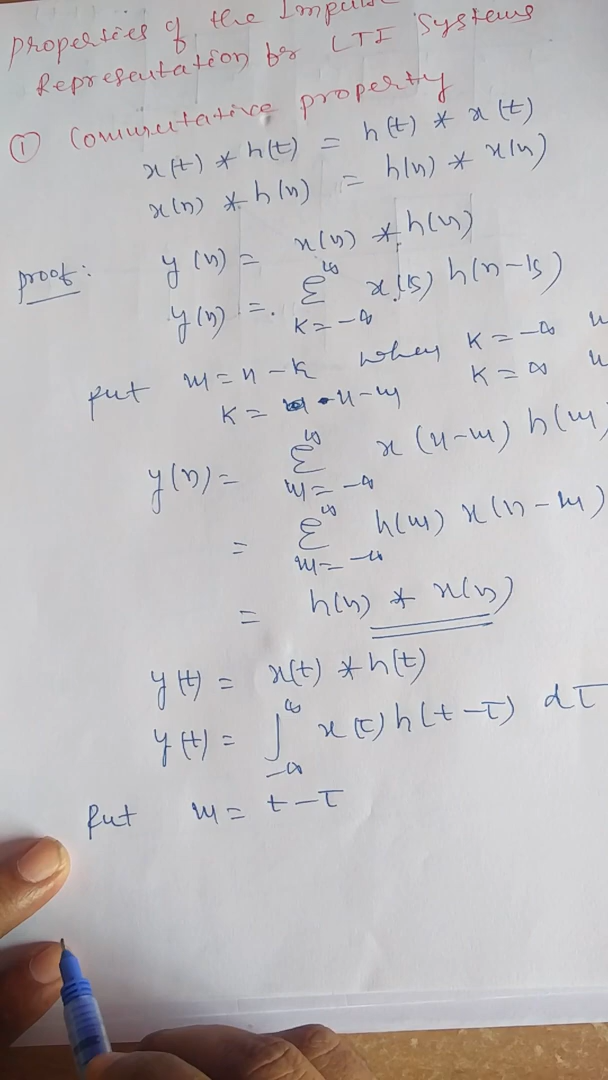 Properties of the Impulse
Representation for LTI Systems
① Commutative property
x(t) * h(t) = h(t) * x(t)
x(n) * h(n) = h(n) * x(n)
proof: y(n) = x(n) * h(n)
y(n) = ∞ Σ k=-∞ x(k) h(n-k)
put m = n - k when k = -∞
k = n-m k = ∞
y(n) = ∞ Σ m=-∞ x(n-m) h(m)
= ∞ Σ m=-∞ h(m) x(n-m)
= h(n) * x(n)
y(t) = x(t) * h(t)
y(t) = ∞ ∫ -∞ x(τ) h(t-τ) dτ
Put m = t-τ